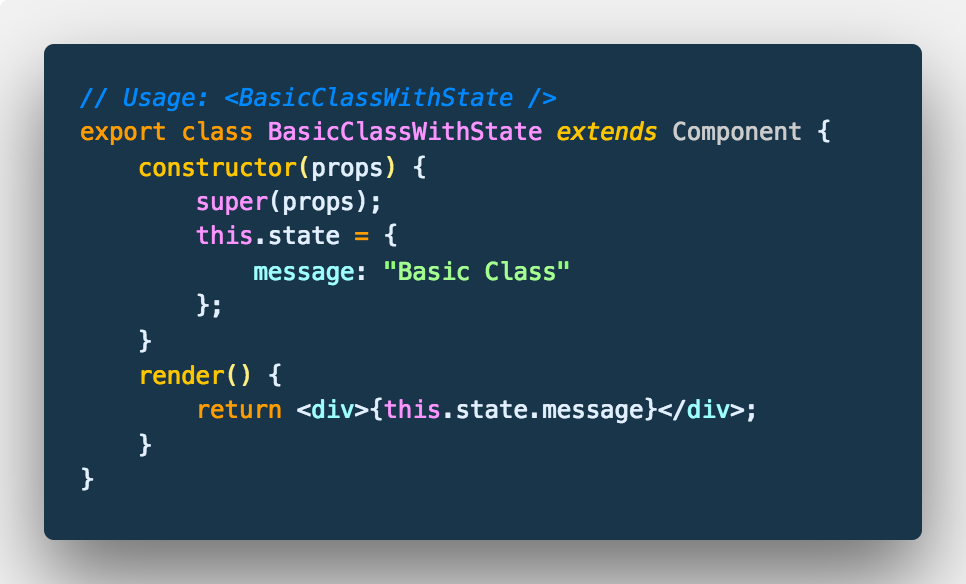 // Usage: <BasicClassWithState />
export class BasicClassWithState extends Component {
    constructor(props) {
        super(props);
        this.state = {
            message: "Basic Class"
        };
    }
    render() {
        return <div>{this.state.message}</div>;
    }
}